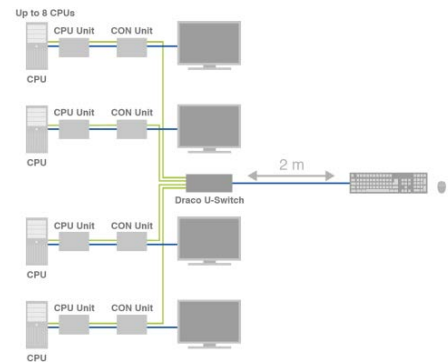 Up to 8 CPUs
CPU Unit CON Unit
CPU
CPU Unit CON Unit
CPU
2 m
Draco U-Switch
CPU Unit CON Unit
CPU
CPU Unit CON Unit
CPU